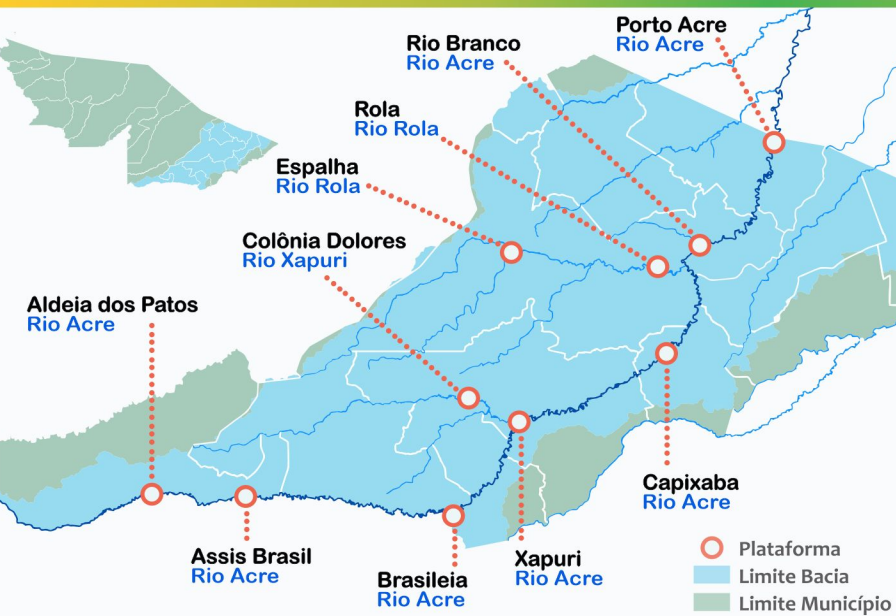 Porto Acre
Rio Acre
Rio Branco
Rio Acre
Rola
Rio Rola
Espalha
Rio Rola
Colônia Dolores
Rio Xapuri
Aldeia dos Patos
Rio Acre
Capixaba
Rio Acre
Assis Brasil
Rio Acre
Brasileia
Rio Acre
Xapuri
Rio Acre
Plataforma
Limite Bacia
Limite Município